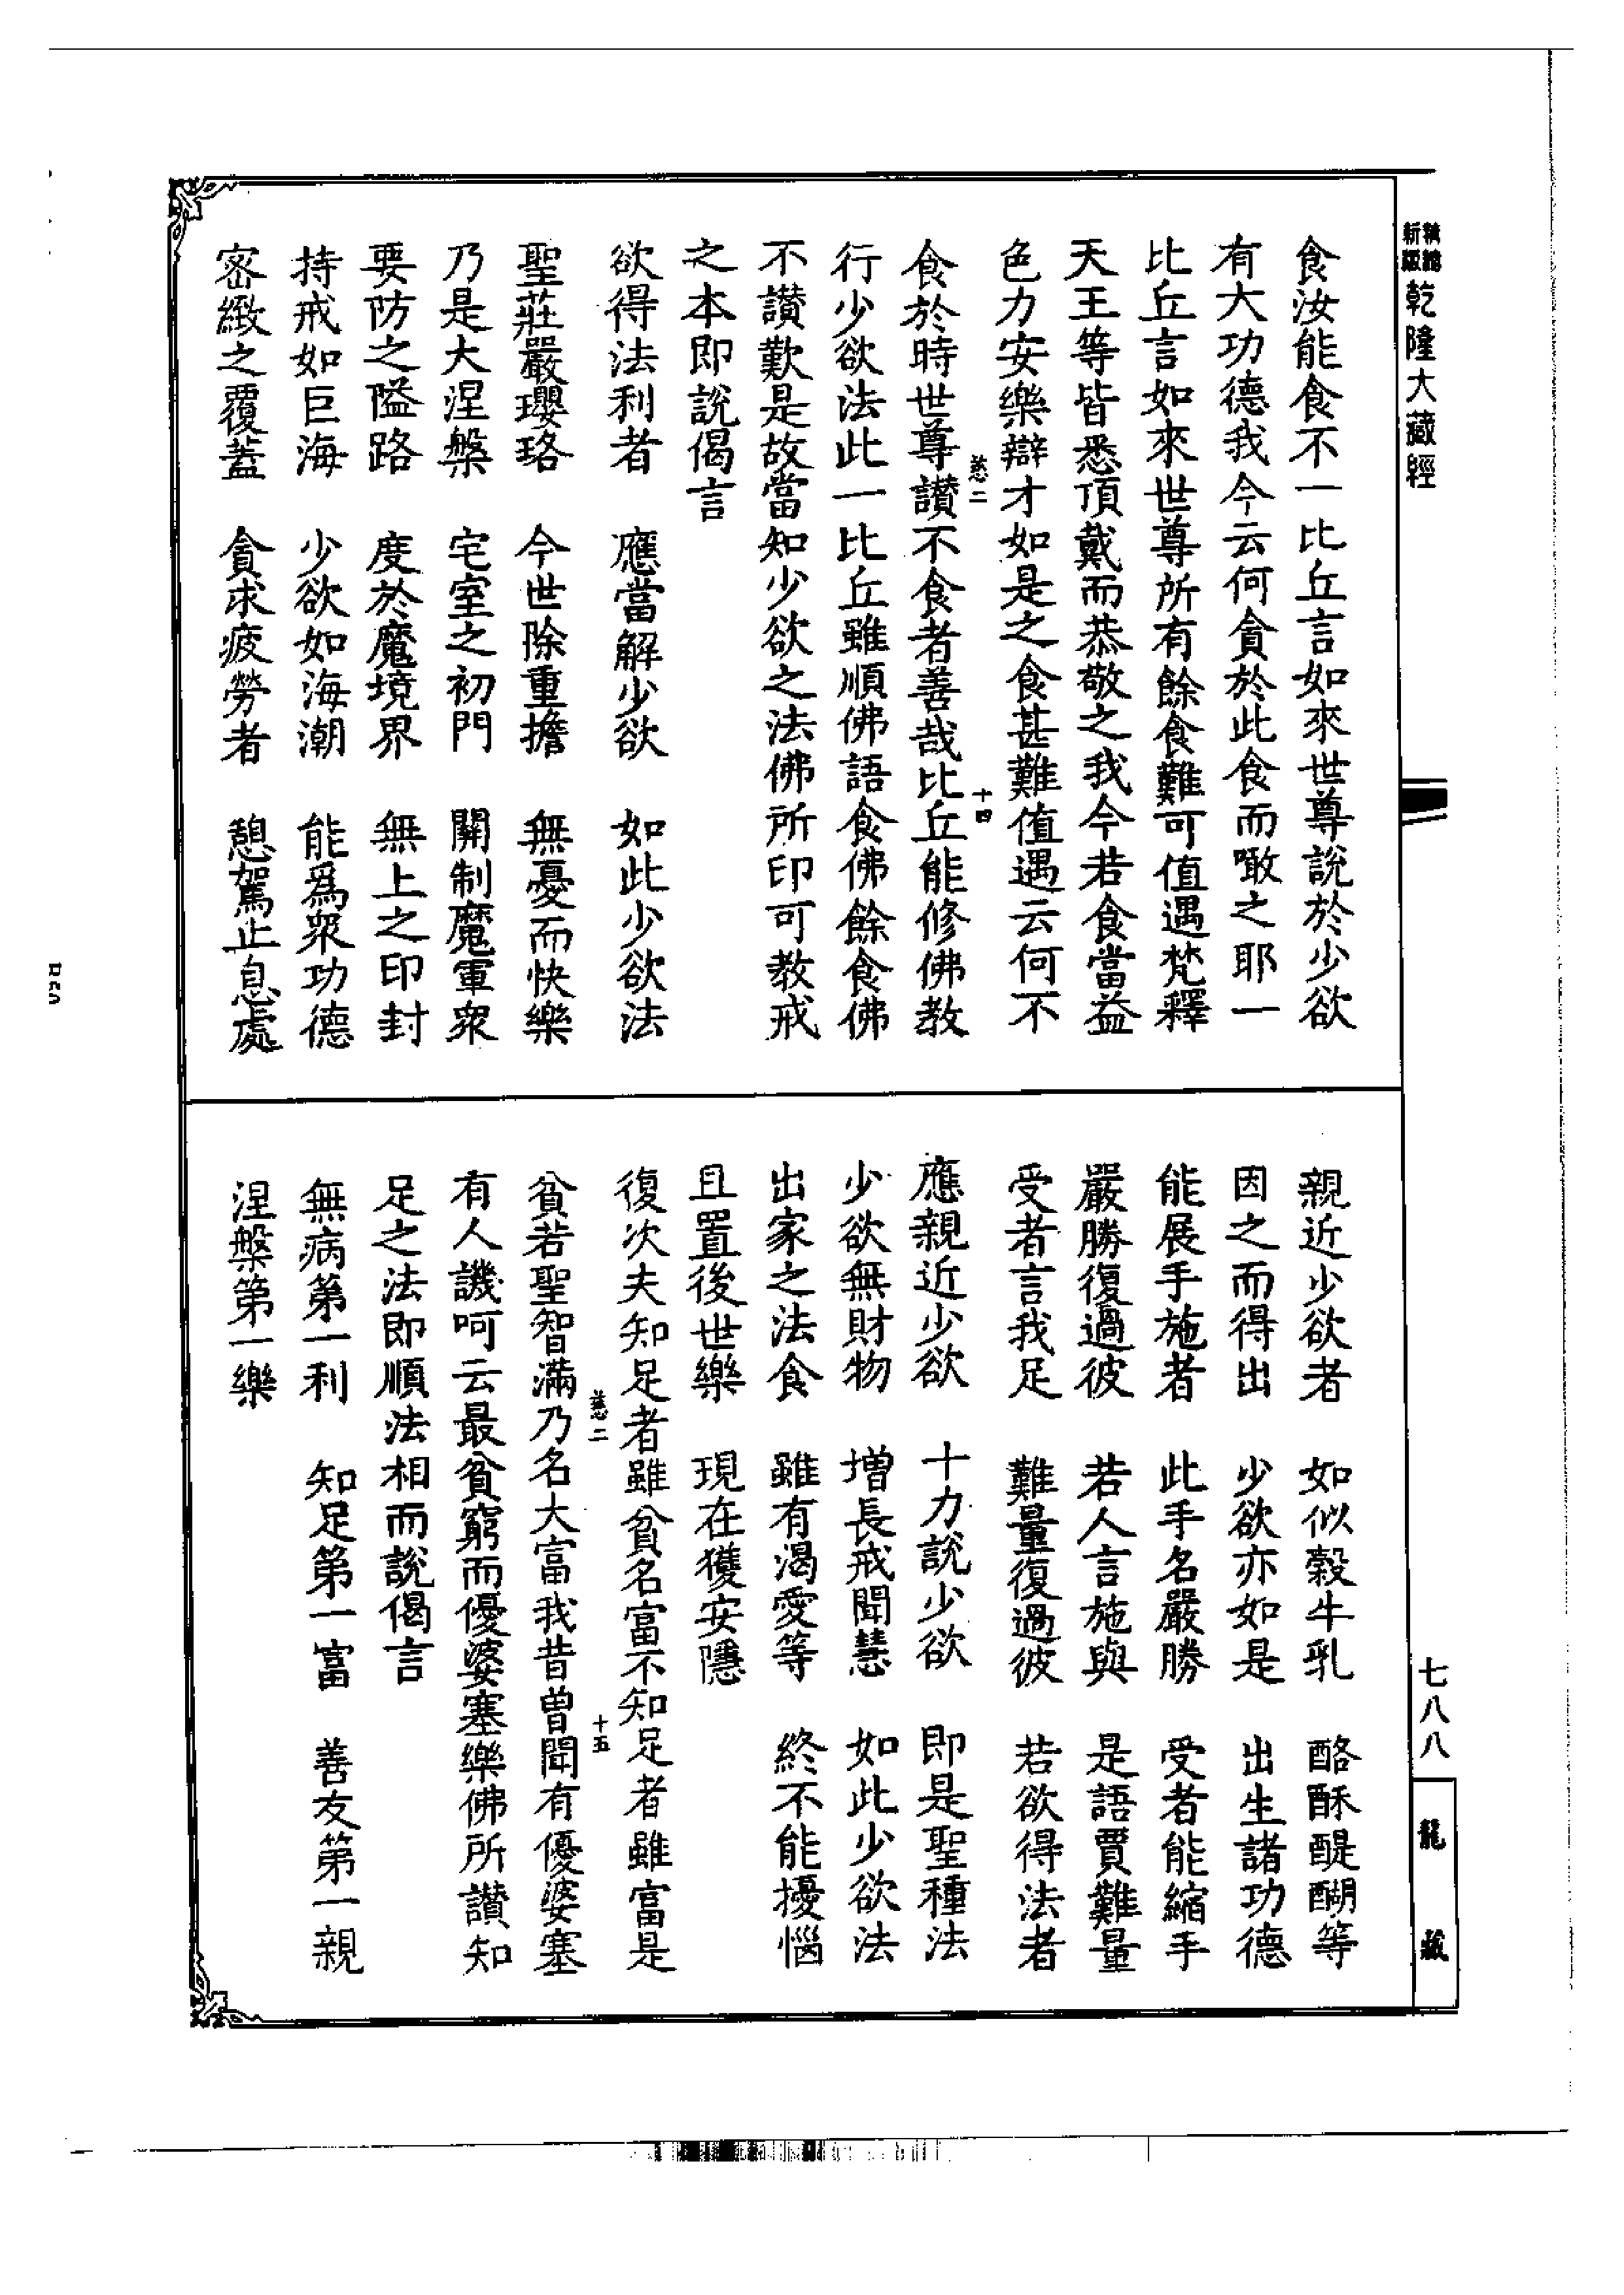 精縮新版乾隆大藏經
食汝能食不一比丘言如來世尊說於少欲
有大功德我今云何貪於此食而噉之耶一
比丘言如來世尊所有餘食難可值遇梵釋
天王等皆悉頂戴而恭敬之我今若食當益
色力安樂辯才如是之食甚難值遇云何不
慈二 十四
食於時世尊讚不食者善哉比丘能修佛教
行少欲法此一比丘雖順佛語食佛餘食佛
不讚歎是故當知少欲之法佛所印可教戒
之本即說偈言
欲得法利者 應當解少欲 如此少欲法
聖莊嚴瓔珞 今世除重擔 無憂而快樂
乃是大涅槃 宅室之初門 關制魔軍衆
要防之隘路 度於魔境界 無上之印封
持戒如巨海 少欲如海潮 能爲衆功德
密緻之覆蓋 貪求疲勞者 憩駕止息處
親近少欲者 如似𣫍牛乳 酪酥醍醐等
因之而得出 少欲亦如是 出生諸功德
能展手施者 此手名嚴勝 受者能縮手
嚴勝復過彼 若人言施與 是語賈難量
受者言我足 難量復過彼 若欲得法者
應親近少欲 十力說少欲 即是聖種法
少欲無財物 增長戒聞慧 如此少欲法
出家之法食 雖有渴愛等 終不能擾惱
且置後世樂 現在獲安隱
復次夫知足者雖貧名富不知足者雖富是
慈二 十五
貧若聖智滿乃名大富我昔曾聞有優婆塞
有人譏呵云最貧窮而優婆塞樂佛所讚知
足之法即順法相而說偈言
無病第一利 知足第一富 善友第一親
涅槃第一樂
七八八
龍藏